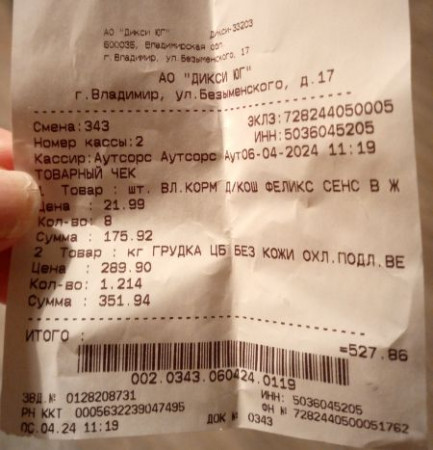 АО "ДИКСИ ЮГ" Дикси-33203
600035, Владимирская обл
г. Владимир, ул. Безыменского, 17
АО "ДИКСИ ЮГ"
г.Владимир, ул.Безыменского, д.17
ЭКЛЗ:728244050005
Смена:343 ИНН:5036045205
Номер кассы:2
Кассир:Аутсорс Аутсорс Аут06-04-2024 11:19
ТОВАРНЫЙ ЧЕК
1 Товар : шт. ВЛ.КОРМ Д/КОШ ФЕЛИКС СЕНС В Ж
Цена : 21.99
Кол-во: 8
Сумма : 175.92
2 Товар : кг ГРУДКА ЦБ БЕЗ КОЖИ ОХЛ.ПОДЛ.ВЕ
Цена : 289.90
Кол-во: 1.214
Сумма : 351.94
ИТОГО : =527.86
002.0343.060424.0119
ЗВД.№ 0128208731 ИНН: 5036045205
РН ККТ 0005632239047495 ФН № 7282440500051762
06.04.24 11:19 ДОК № 0343